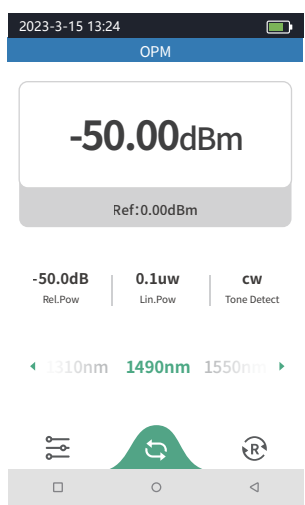 2023-3-15 13:24
OPM
-50.00dBm
Ref:0.00dBm
-50.0dB 0.1uw cw
Rel.Pow Lin.Pow Tone Detect
1310nm 1490nm 1550nm
R